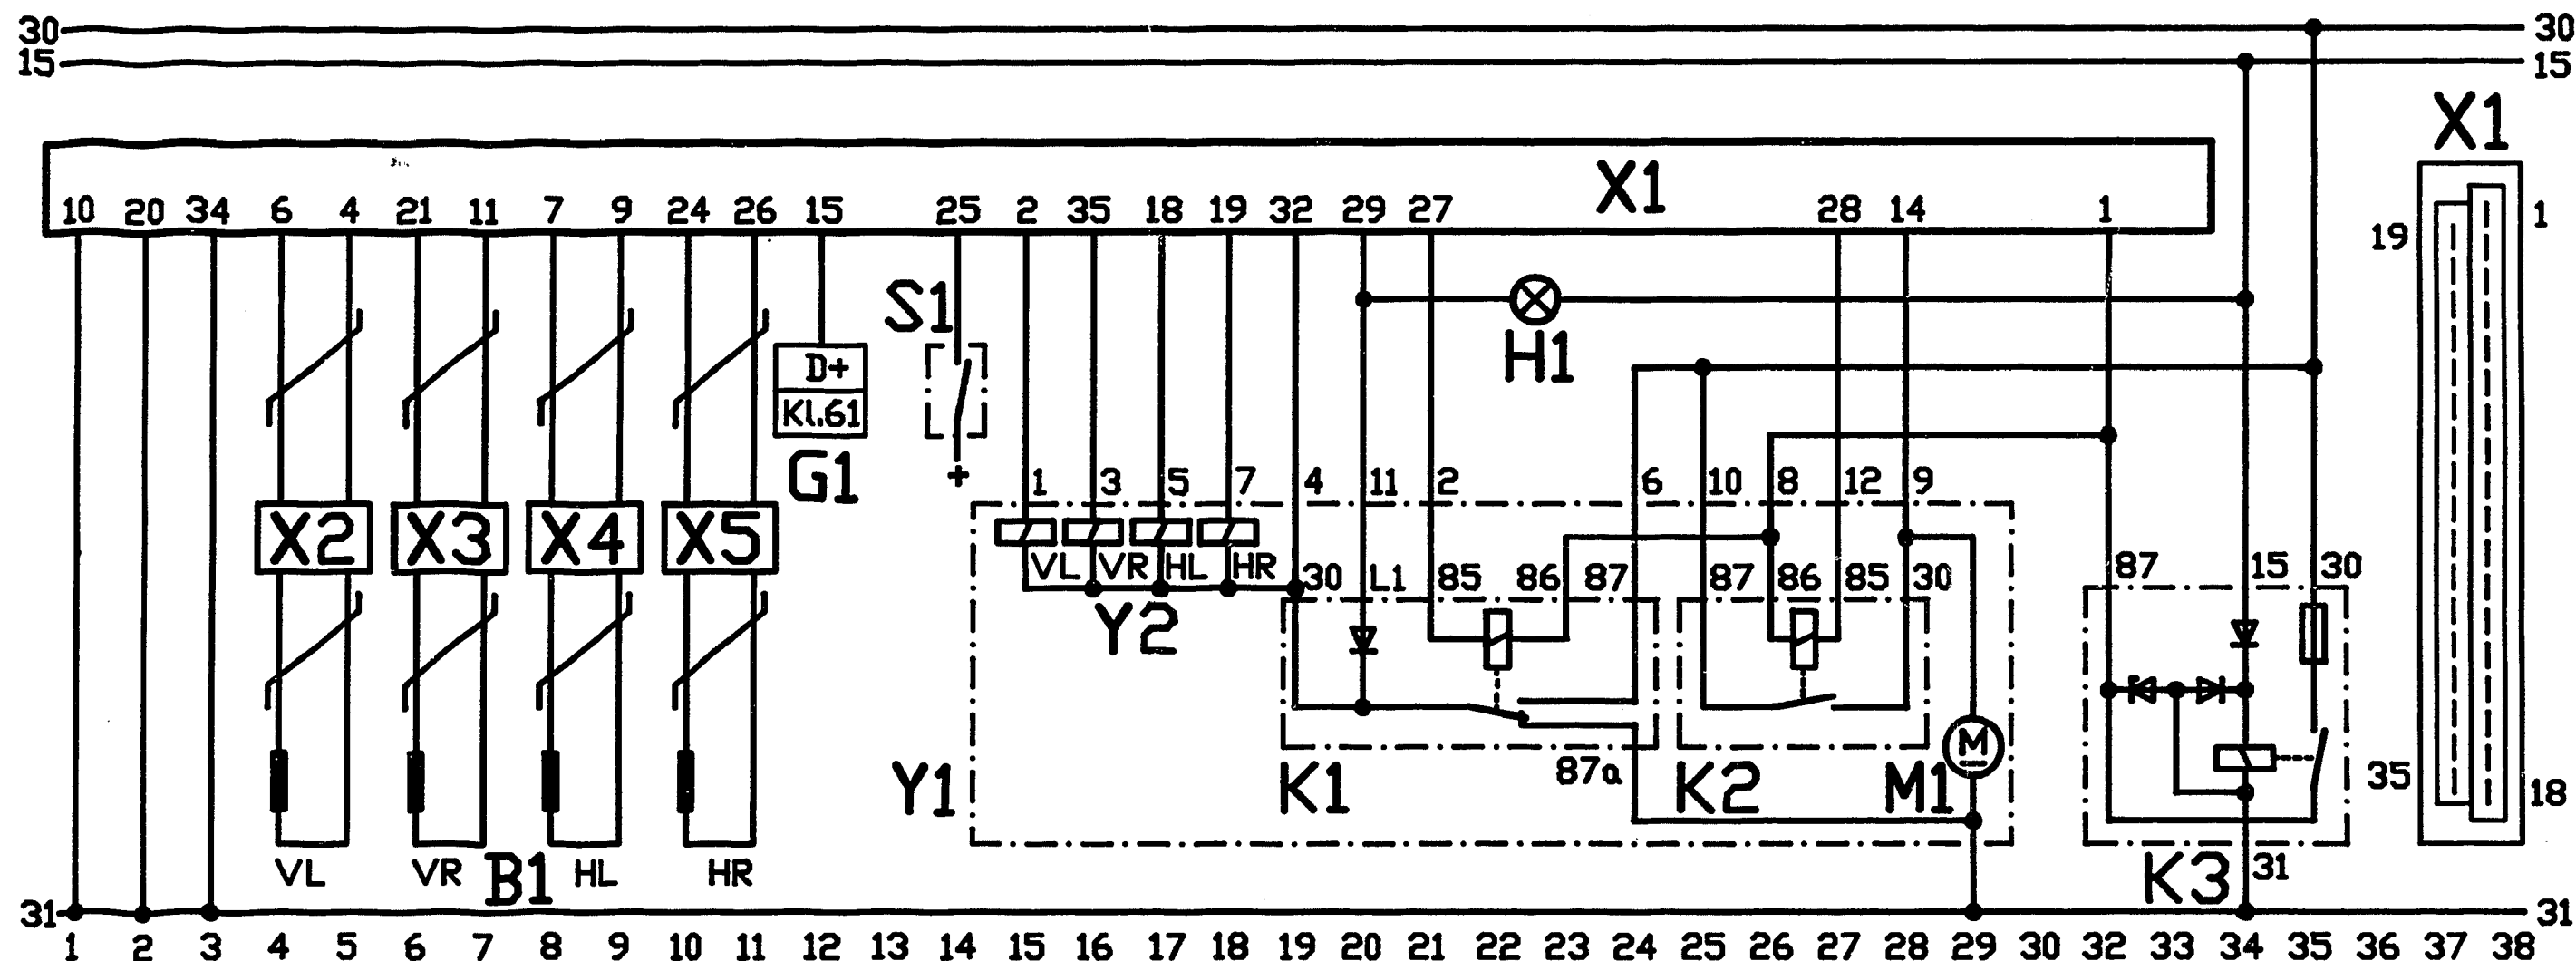 30 30
15 15
X1
X1
10 20 34 6 4 21 11 7 9 24 26 15 25 2 35 18 19 32 29 27 28 14 1
19 1
S1
H1
D+
Kl.61
G1
+
1 3 5 7 4 11 2 6 10 8 12 9
X2 X3 X4 X5
VL VR HL HR
30 L1 85 86 87 87 86 85 30
87 15 30
Y2
M
87a
Y1 K1 K2 M1
35 18
VL VR B1 HL HR
K3 31
31 31
1 2 3 4 5 6 7 8 9 10 11 12 13 14 15 16 17 18 19 20 21 22 23 24 25 26 27 28 29 30 32 33 34 35 36 37 38